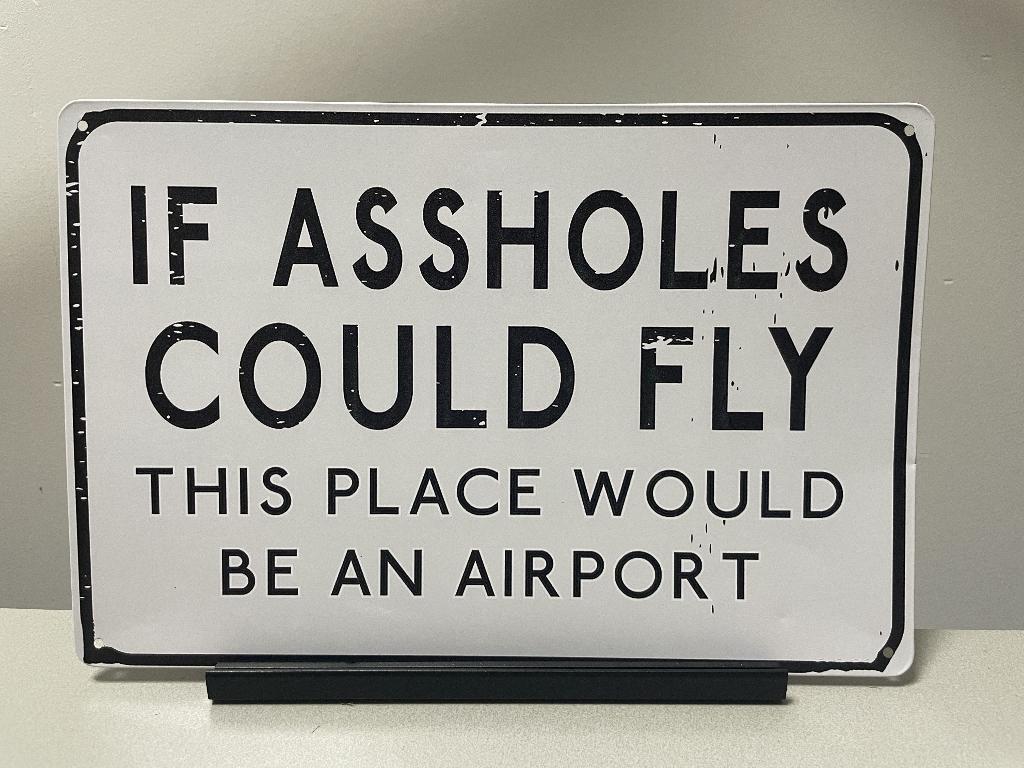 IF ASSHOLES
COULD FLY
THIS PLACE WOULD
BE AN AIRPORT